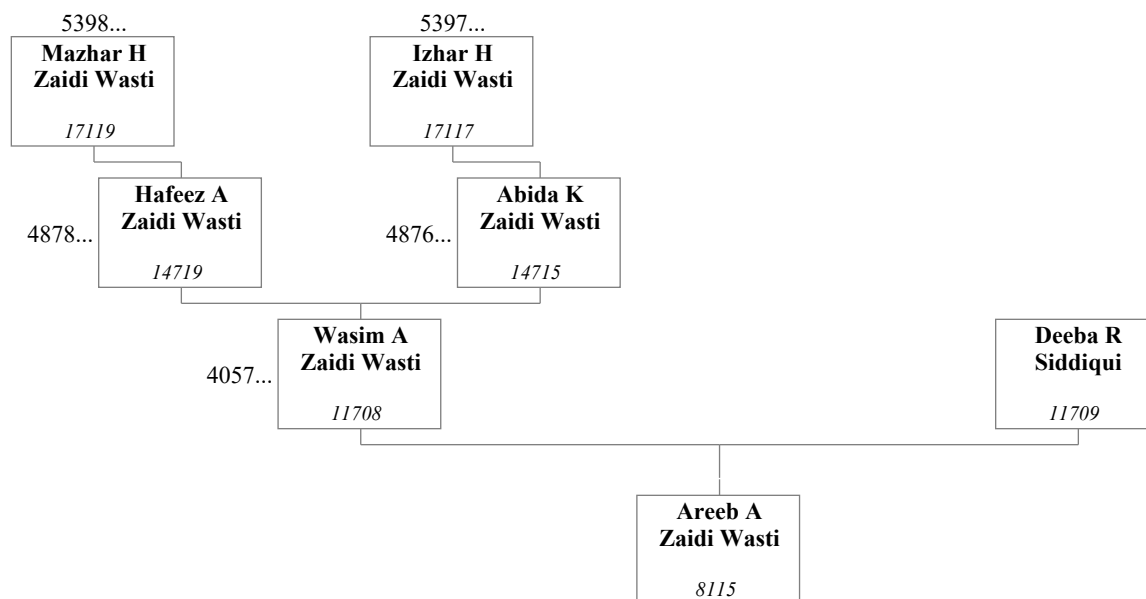 5398...
Mazhar H
Zaidi Wasti
17119
5397...
Izhar H
Zaidi Wasti
17117
4878...
Hafeez A
Zaidi Wasti
14719
4876...
Abida K
Zaidi Wasti
14715
4057...
Wasim A
Zaidi Wasti
11708
Deeba R
Siddiqui
11709
Areeb A
Zaidi Wasti
8115